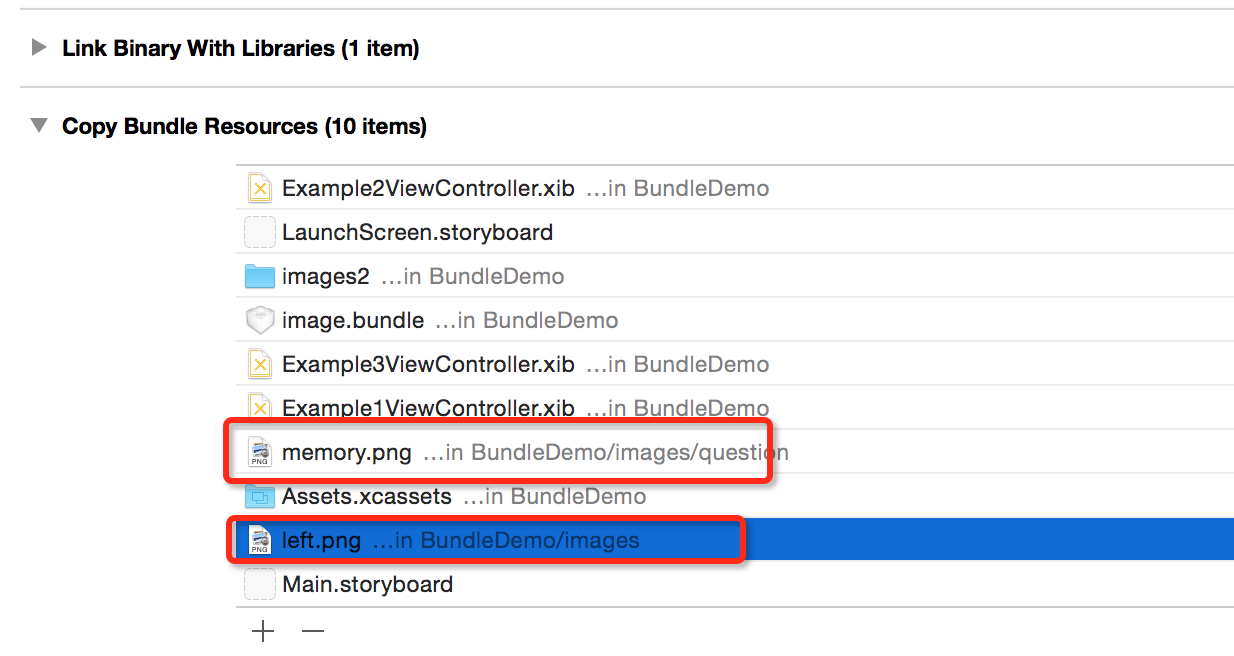 Link Binary With Libraries (1 item)
Copy Bundle Resources (10 items)
Example2ViewController.xib ...in BundleDemo
LaunchScreen.storyboard
images2 ...in BundleDemo
image.bundle ...in BundleDemo
Example3ViewController.xib ...in BundleDemo
Example1ViewController.xib ...in BundleDemo
PNG memory.png ...in BundleDemo/images/question
Assets.xcassets ...in BundleDemo
PNG left.png ...in BundleDemo/images
Main.storyboard